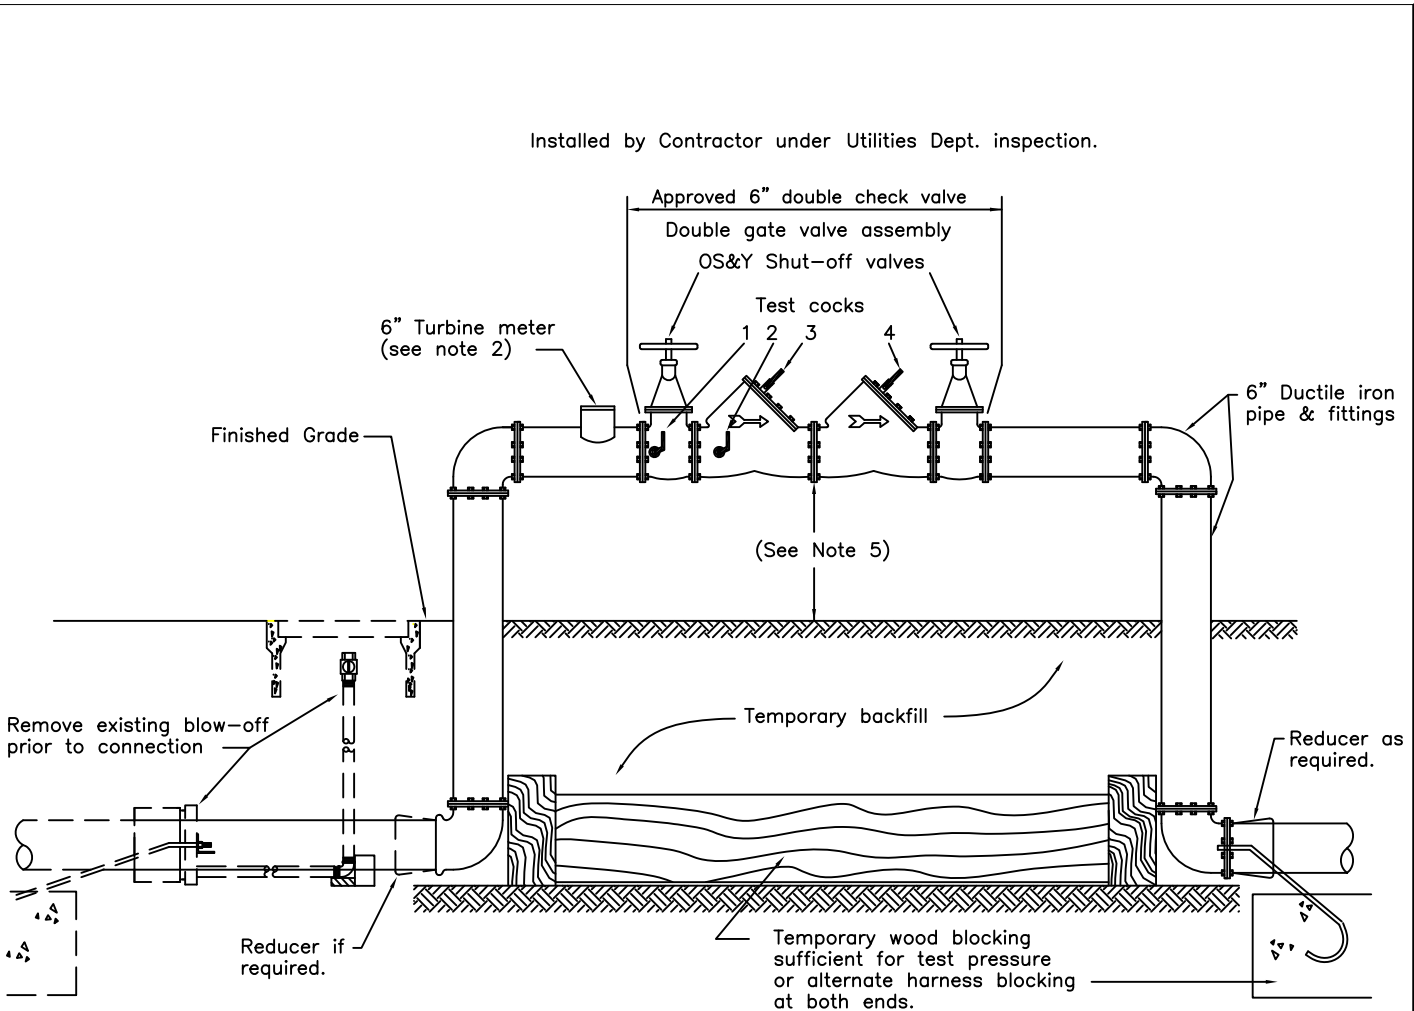 Installed by Contractor under Utilities Dept. inspection.
Approved 6" double check valve
Double gate valve assembly
OS&Y Shut-off valves
Test cocks
1 2 3 4
6" Turbine meter
(see note 2)
6" Ductile iron
pipe & fittings
Finished Grade
(See Note 5)
Remove existing blow-off
prior to connection
Temporary backfill
Reducer as
required.
Reducer if
required.
Temporary wood blocking
sufficient for test pressure
or alternate harness blocking
at both ends.